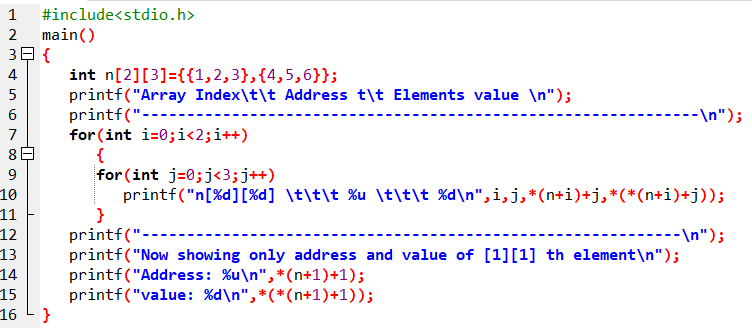 1 #include<stdio.h>
2 main()
3 {
4 int n[2][3]={{1,2,3},{4,5,6}};
5 printf("Array Index\t\t Address t\t Elements value \n");
6 printf("--------------------------------------------------------------\n");
7 for(int i=0;i<2;i++)
8 {
9 for(int j=0;j<3;j++)
10 printf("n[%d][%d] \t\t\t %u \t\t\t %d\n",i,j,*(n+i)+j,*(*(n+i)+j));
11 }
12 printf("------------------------------------------------------------\n");
13 printf("Now showing only address and value of [1][1] th element\n");
14 printf("Address: %u\n",*(n+1)+1);
15 printf("value: %d\n",*(*(n+1)+1));
16 }